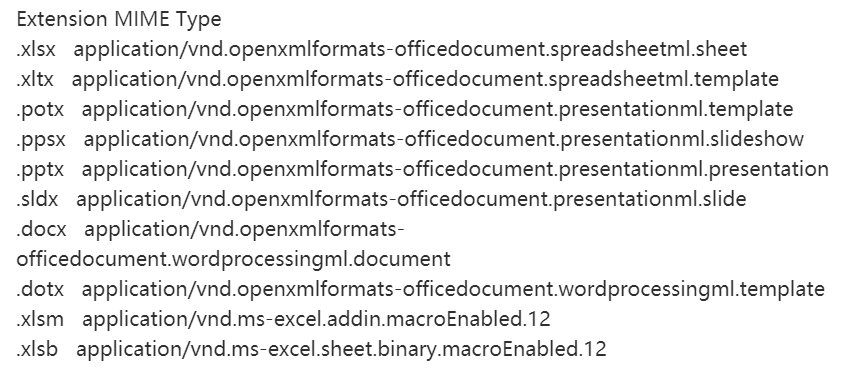 Extension MIME Type
.xlsx application/vnd.openxmlformats-officedocument.spreadsheetml.sheet
.xltx application/vnd.openxmlformats-officedocument.spreadsheetml.template
.potx application/vnd.openxmlformats-officedocument.presentationml.template
.ppsx application/vnd.openxmlformats-officedocument.presentationml.slideshow
.pptx application/vnd.openxmlformats-officedocument.presentationml.presentation
.sldx application/vnd.openxmlformats-officedocument.presentationml.slide
.docx application/vnd.openxmlformats-
officedocument.wordprocessingml.document
.dotx application/vnd.openxmlformats-officedocument.wordprocessingml.template
.xlsm application/vnd.ms-excel.addin.macroEnabled.12
.xlsb application/vnd.ms-excel.sheet.binary.macroEnabled.12